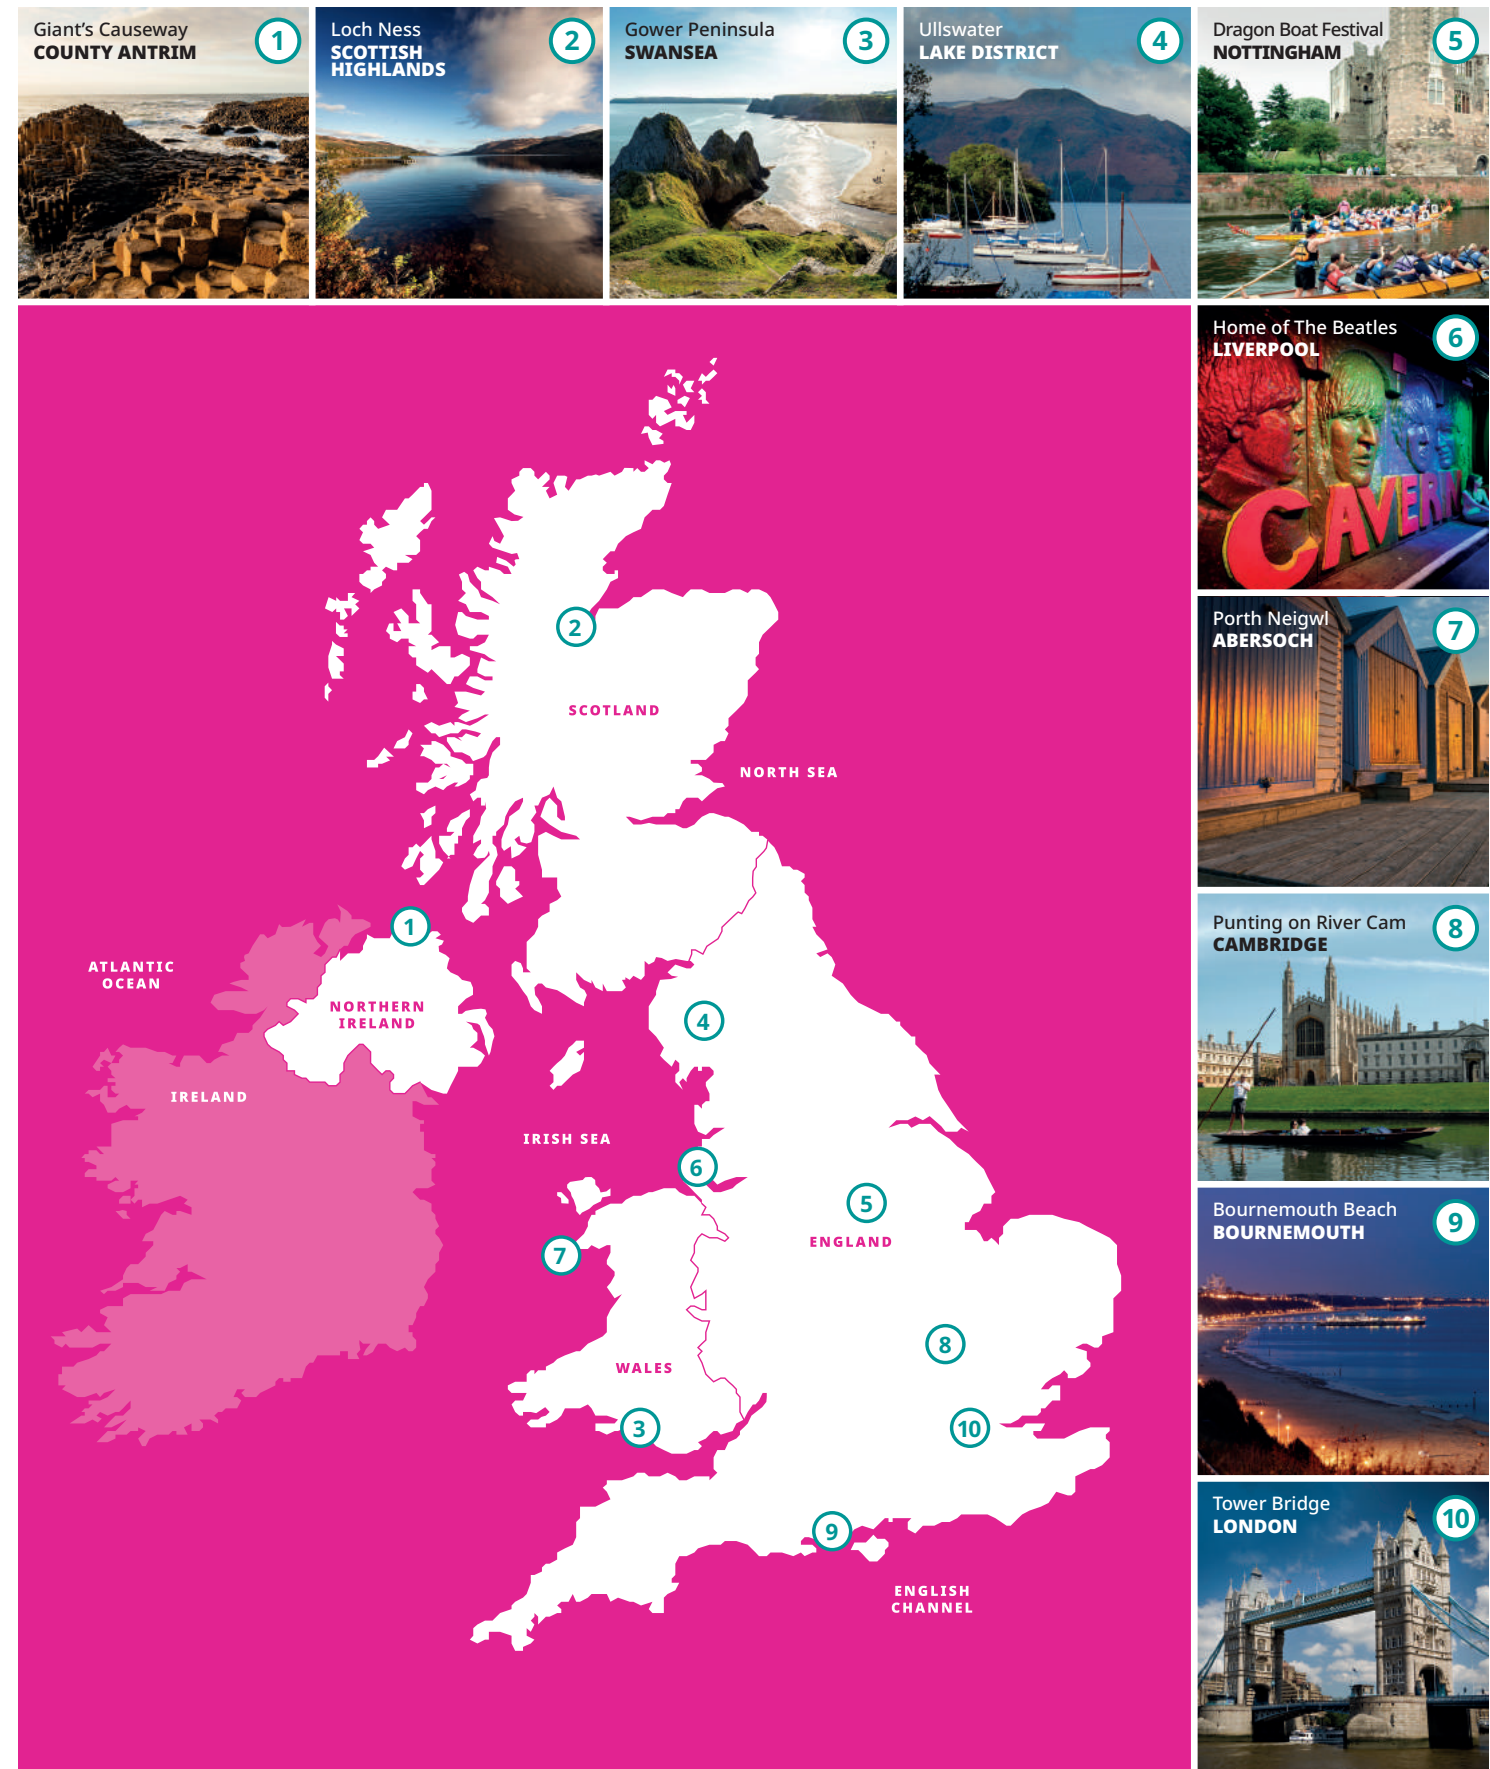 Giant's Causeway
COUNTY ANTRIM
1
Loch Ness
SCOTTISH
HIGHLANDS
2
Gower Peninsula
SWANSEA
3
Ullswater
LAKE DISTRICT
4
Dragon Boat Festival
NOTTINGHAM
5
Home of The Beatles
LIVERPOOL
6
CAVERN
Porth Neigwl
ABERSOCH
7
Punting on River Cam
CAMBRIDGE
8
Bournemouth Beach
BOURNEMOUTH
9
Tower Bridge
LONDON
10
2
SCOTLAND
NORTH SEA
1
ATLANTIC
OCEAN
NORTHERN
IRELAND
4
IRELAND
IRISH SEA
6
5
ENGLAND
7
8
WALES
3
10
9
ENGLISH
CHANNEL